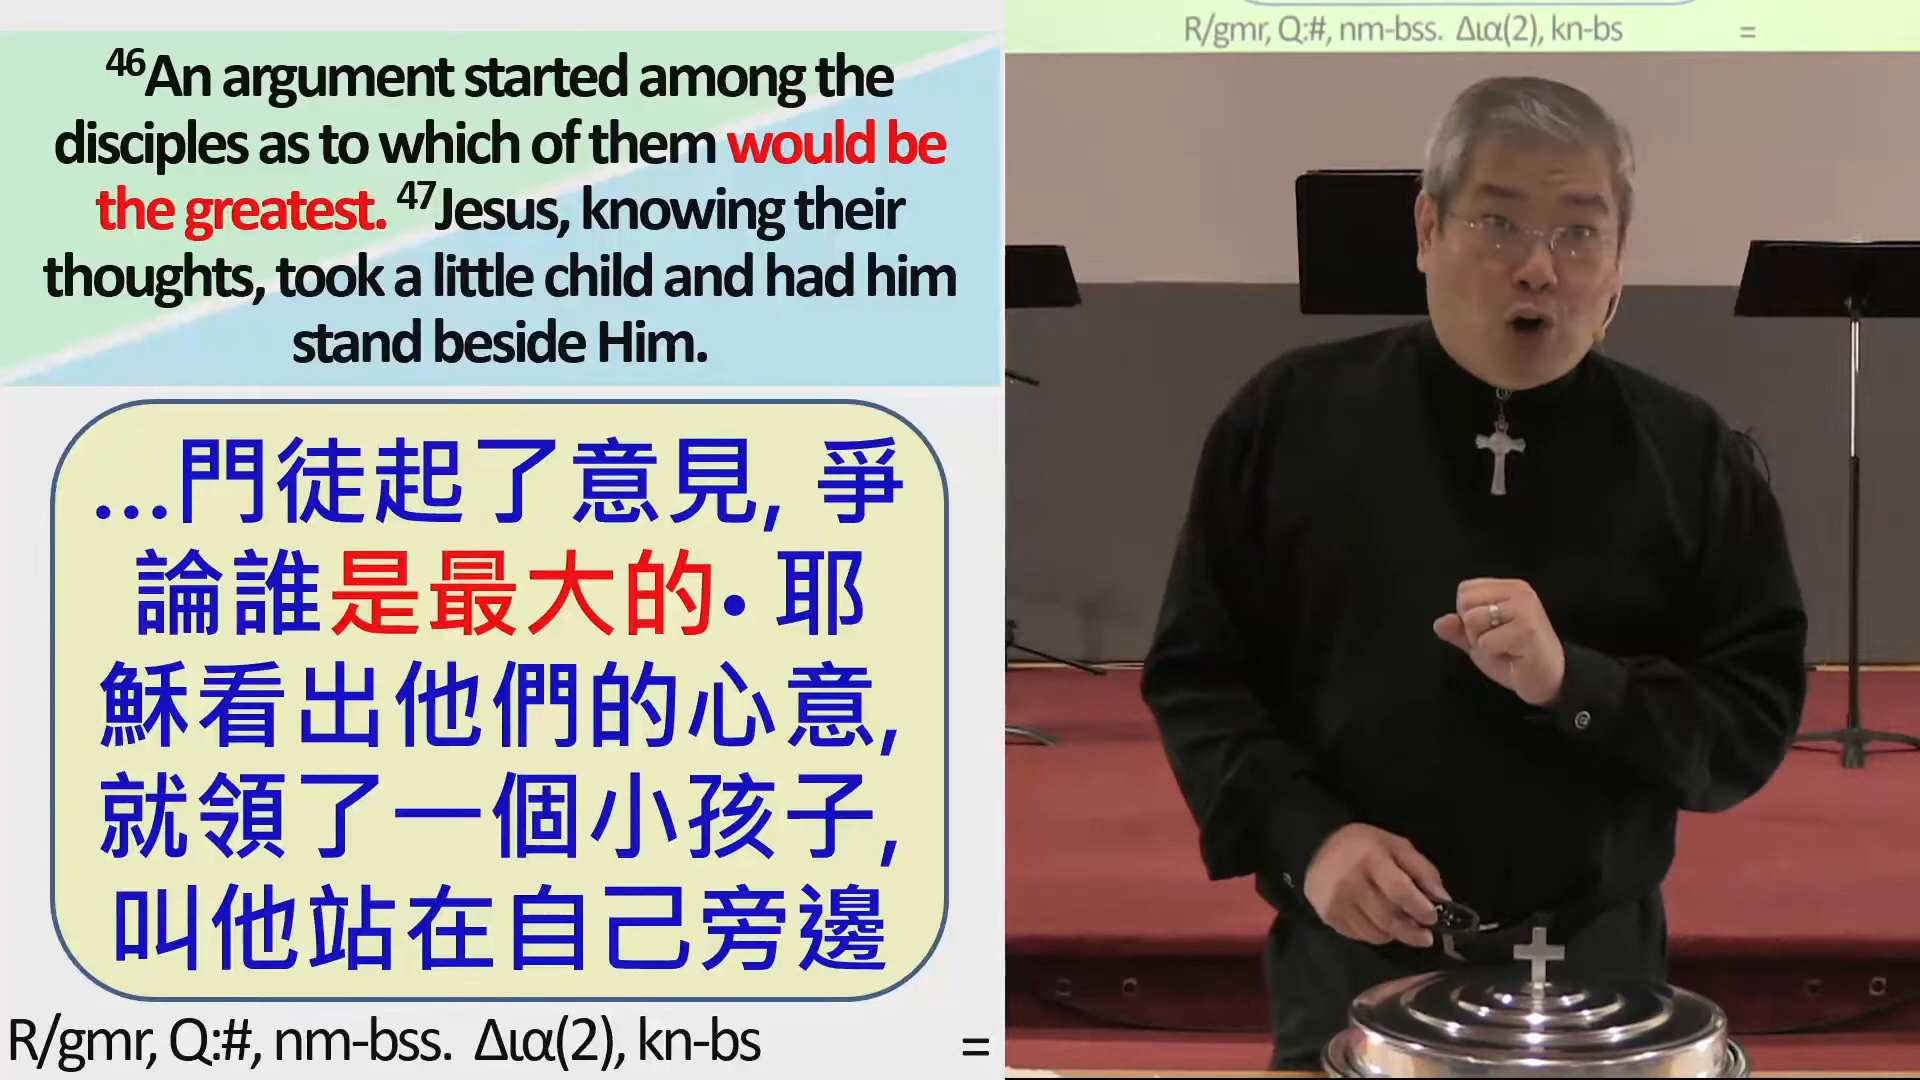 ⁴⁶An argument started among the
disciples as to which of them would be
the greatest. ⁴⁷Jesus, knowing their
thoughts, took a little child and had him
stand beside Him.
...門徒起了意見, 爭
論誰是最大的• 耶
穌看出他們的心意,
就領了一個小孩子,
叫他站在自己旁邊
R/gmr, Q:#, nm-bss. Δια(2), kn-bs =
R/gmr, Q:#, nm-bss. Δια(2), kn-bs =